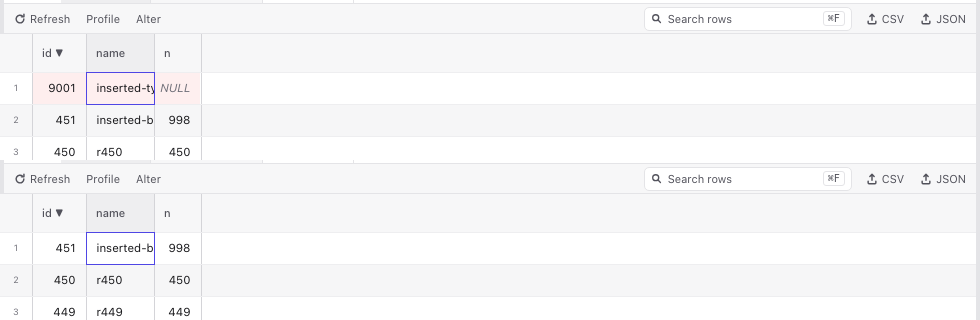 Refresh Profile Alter Search rows ⌘F CSV JSON
id ▼ name n
1 9001 inserted-ty NULL
2 451 inserted-b 998
3 450 r450 450
Refresh Profile Alter Search rows ⌘F CSV JSON
id ▼ name n
1 451 inserted-b 998
2 450 r450 450
3 449 r449 449